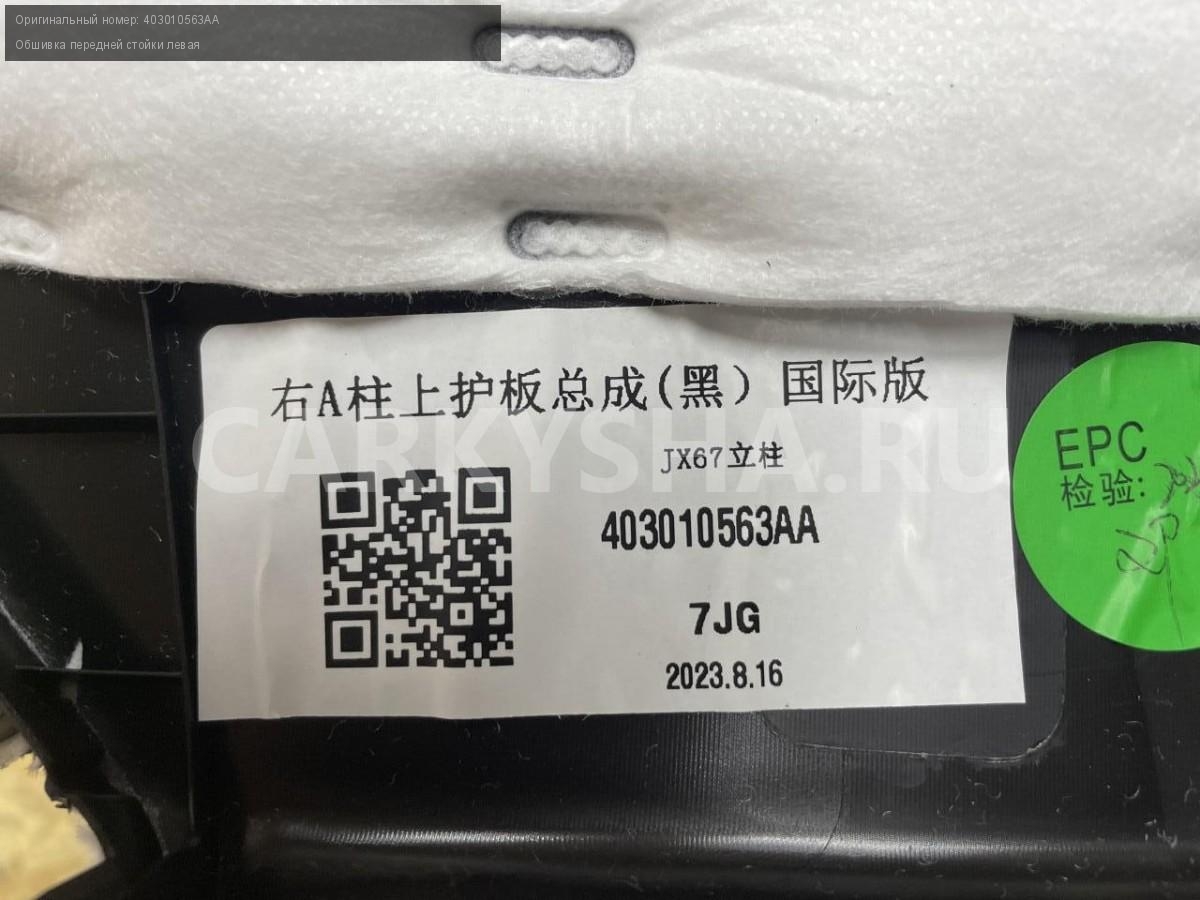 Оригинальный номер: 403010563AA
Обшивка передней стойки левая
右A柱上护板总成(黑) 国际版
JX67立柱
CARKYSHA.RU
403010563AA
7JG
2023.8.16
EPC
检验: